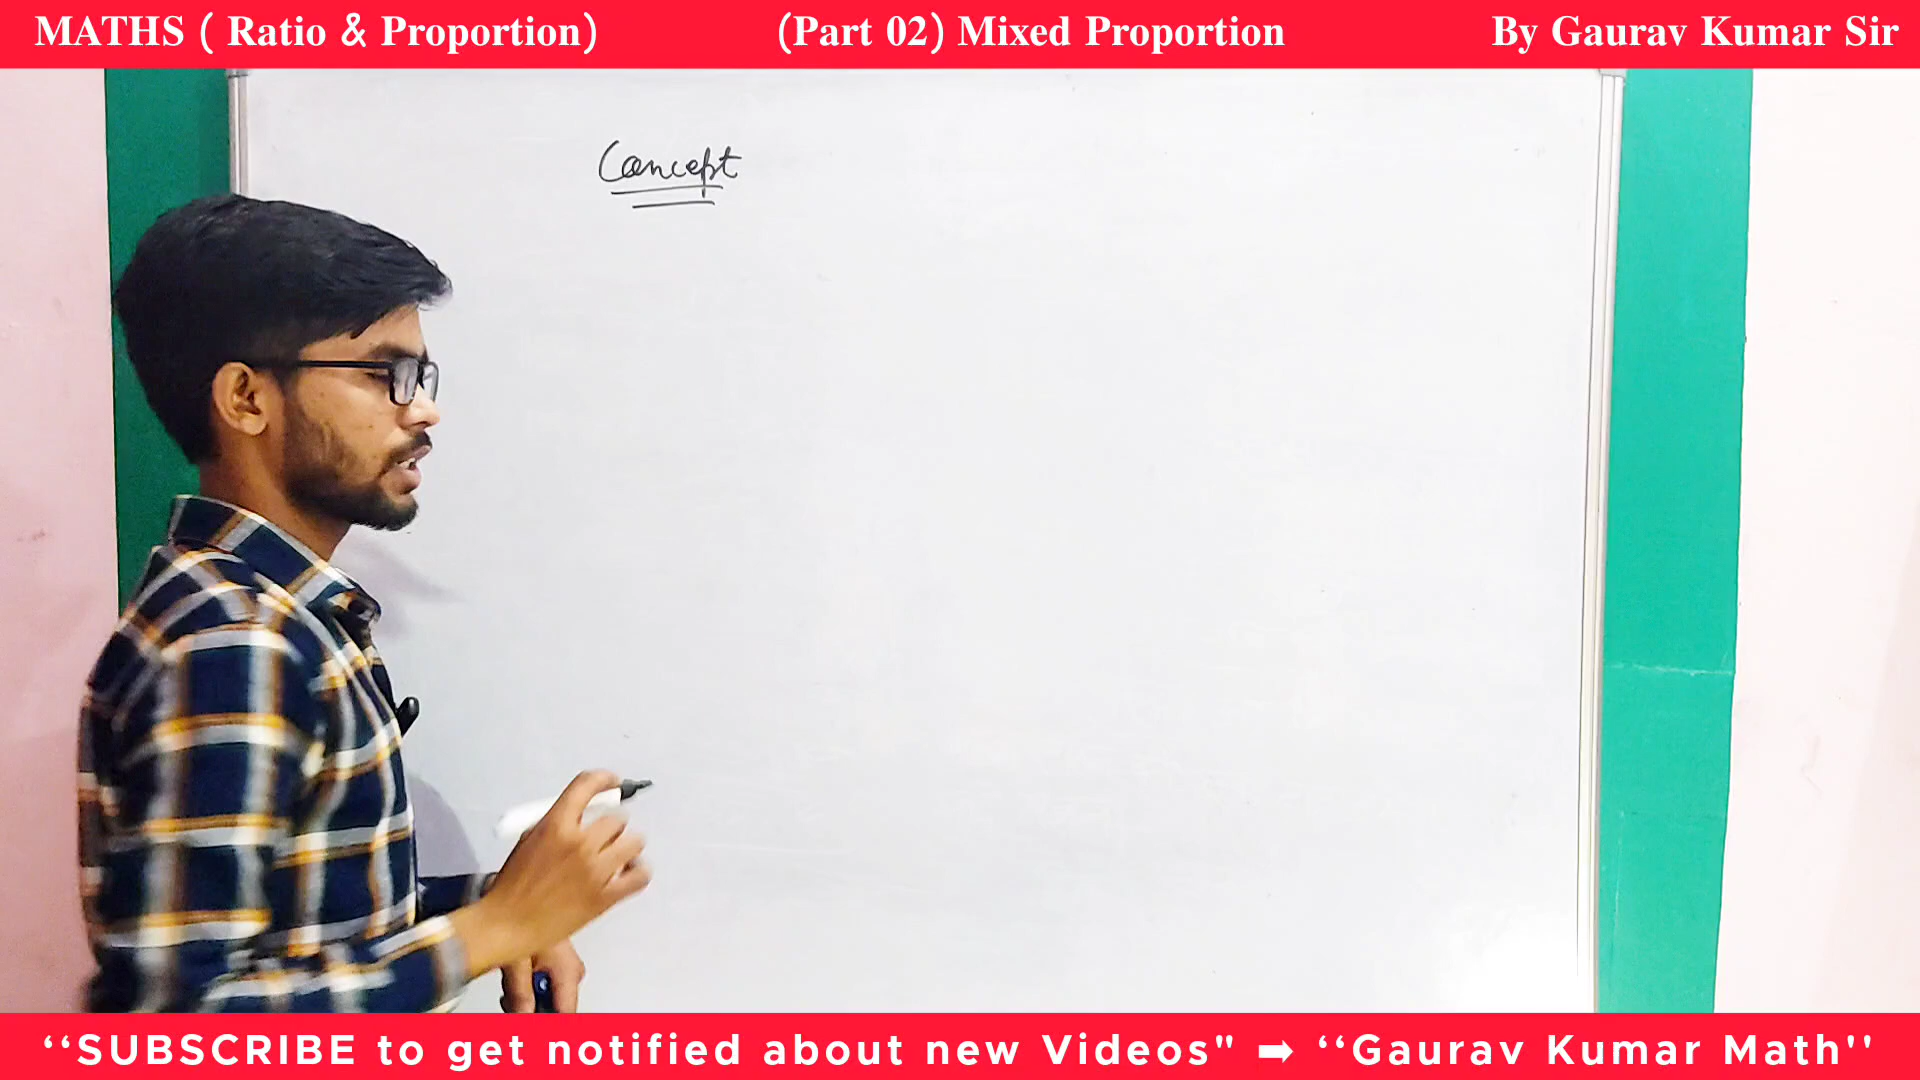 MATHS ( Ratio & Proportion) (Part 02) Mixed Proportion By Gaurav Kumar Sir
Concept
‘‘SUBSCRIBE to get notified about new Videos" ➡ ‘‘Gaurav Kumar Math''